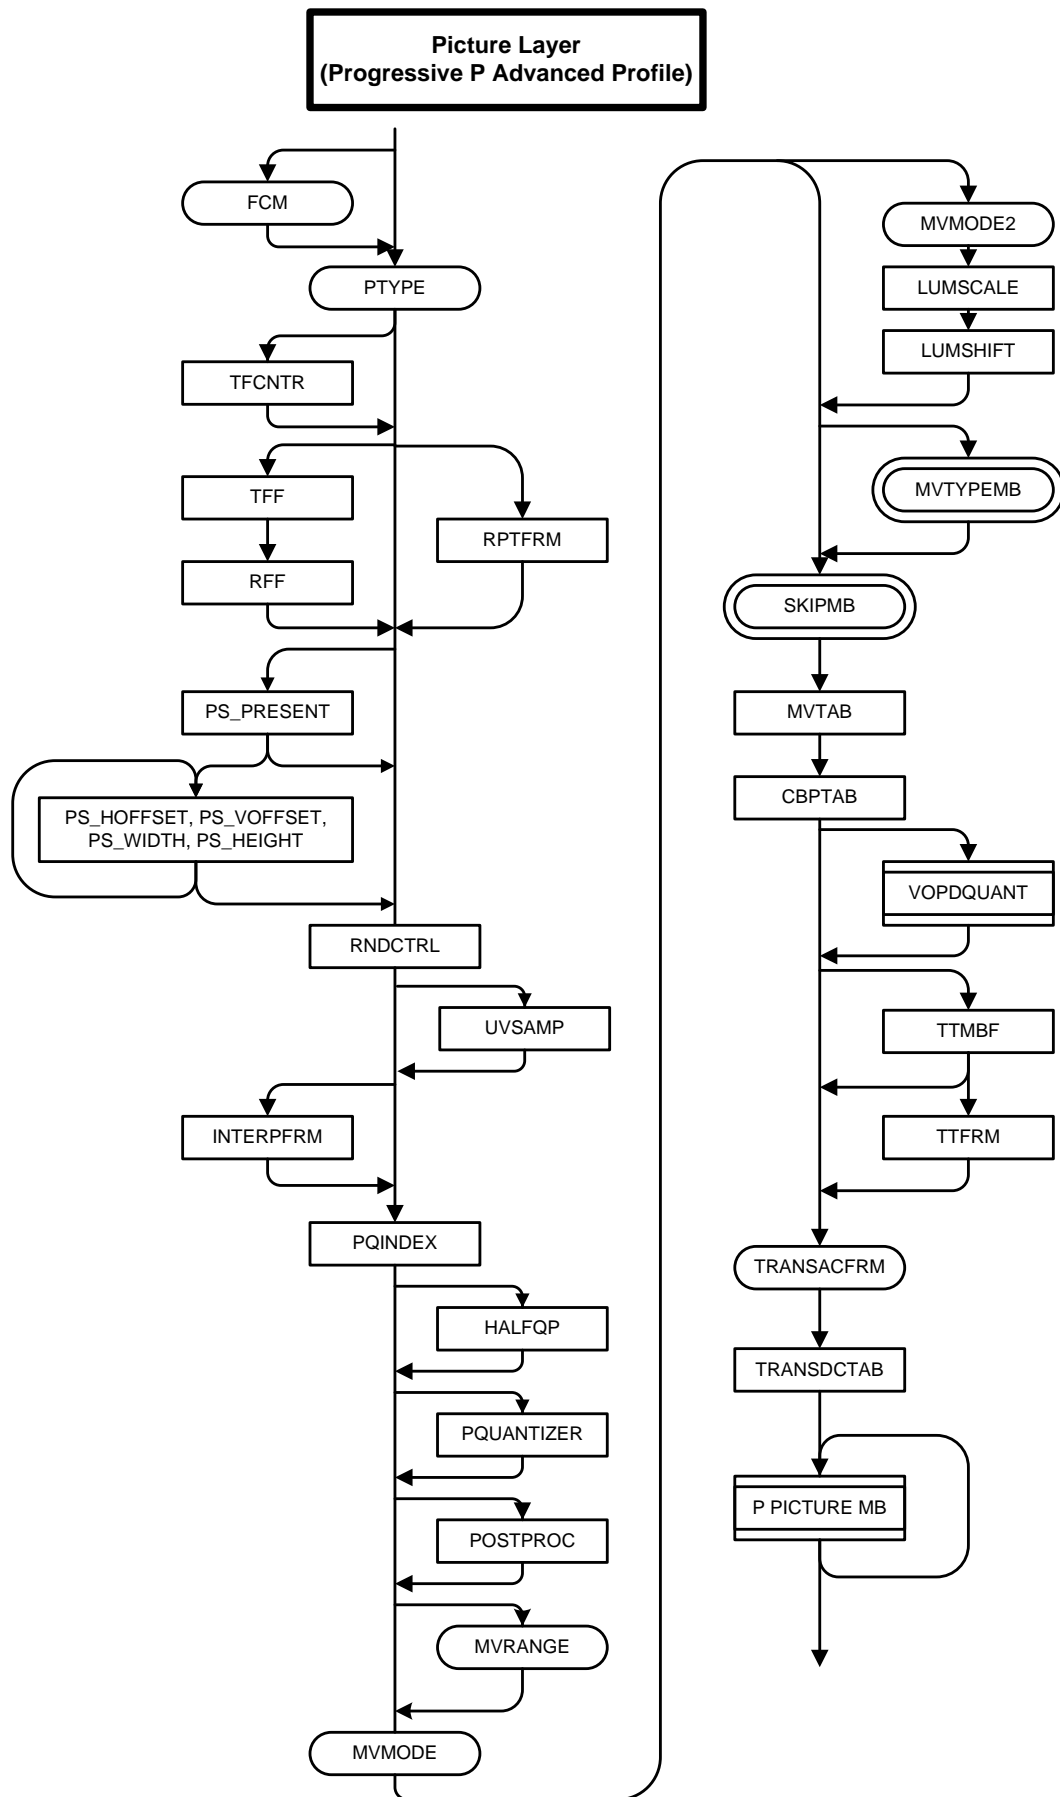 Picture Layer
(Progressive P Advanced Profile)
FCM
PTYPE
TFCNTR
TFF
RPTFRM
RFF
PS_PRESENT
PS_HOFFSET, PS_VOFFSET,
PS_WIDTH, PS_HEIGHT
RNDCTRL
UVSAMP
INTERPFRM
PQINDEX
HALFQP
PQUANTIZER
POSTPROC
MVRANGE
MVMODE
MVMODE2
LUMSCALE
LUMSHIFT
MVTYPEMB
SKIPMB
MVTAB
CBPTAB
VOPDQUANT
TTMBF
TTFRM
TRANSACFRM
TRANSDCTAB
P PICTURE MB